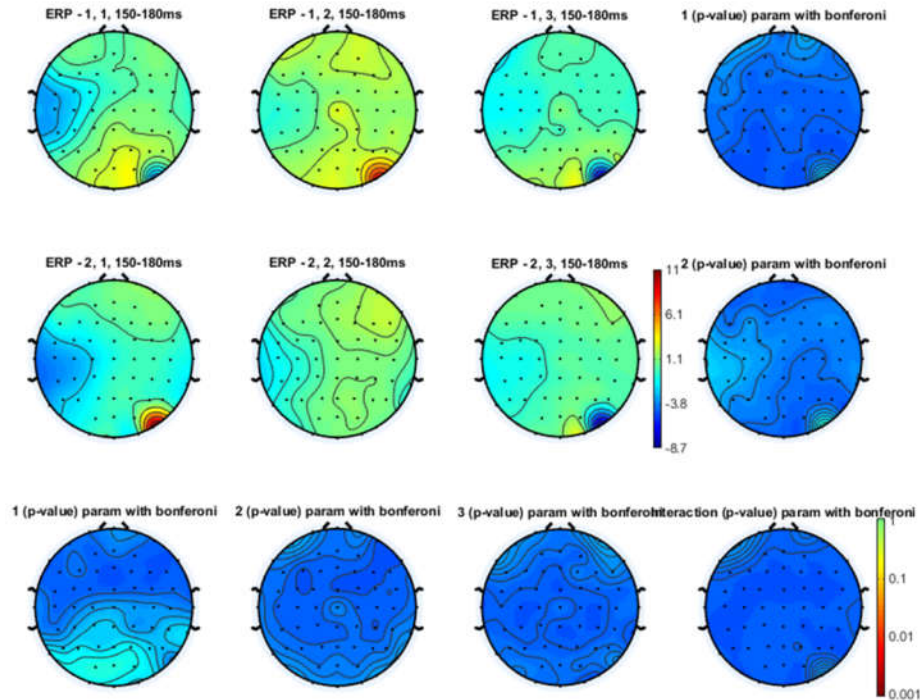 ERP - 1, 1, 150-180ms
ERP - 1, 2, 150-180ms
ERP - 1, 3, 150-180ms
1 (p-value) param with bonferoni
ERP - 2, 1, 150-180ms
ERP - 2, 2, 150-180ms
ERP - 2, 3, 150-180ms
11
6.1
1.1
-3.8
-8.7
2 (p-value) param with bonferoni
1 (p-value) param with bonferoni
2 (p-value) param with bonferoni
3 (p-value) param with bonferoni
Interaction (p-value) param with bonferoni
1
0.1
0.01
0.001